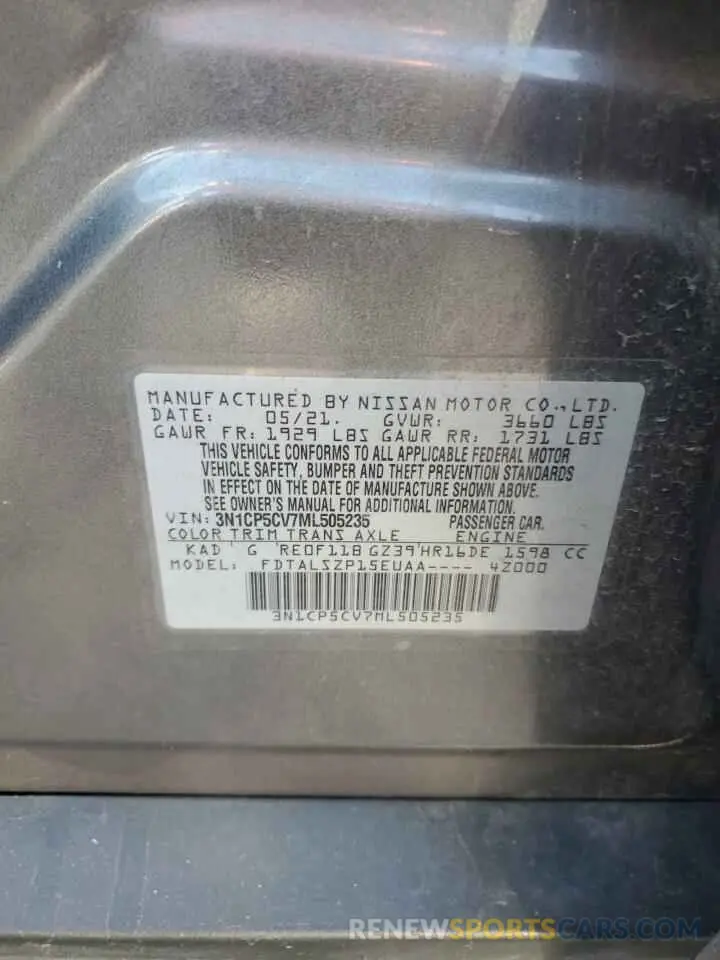 MANUFACTURED BY NISSAN MOTOR CO., LTD.
DATE: 05/21. GVWR: 3660 LBS
GAWR FR: 1929 LBS GAWR RR: 1731 LBS
THIS VEHICLE CONFORMS TO ALL APPLICABLE FEDERAL MOTOR
VEHICLE SAFETY, BUMPER AND THEFT PREVENTION STANDARDS
IN EFFECT ON THE DATE OF MANUFACTURE SHOWN ABOVE.
SEE OWNER'S MANUAL FOR ADDITIONAL INFORMATION.
VIN: 3N1CP5CV7ML505235 PASSENGER CAR.
COLOR TRIM TRANS AXLE ENGINE
KAD G RE0F11B GZ39 HR16DE 1598 CC
MODEL: FDTALSZP15EUAA---- 4Z000
3N1CP5CV7ML505235
RENEWSPORTSCARS.COM